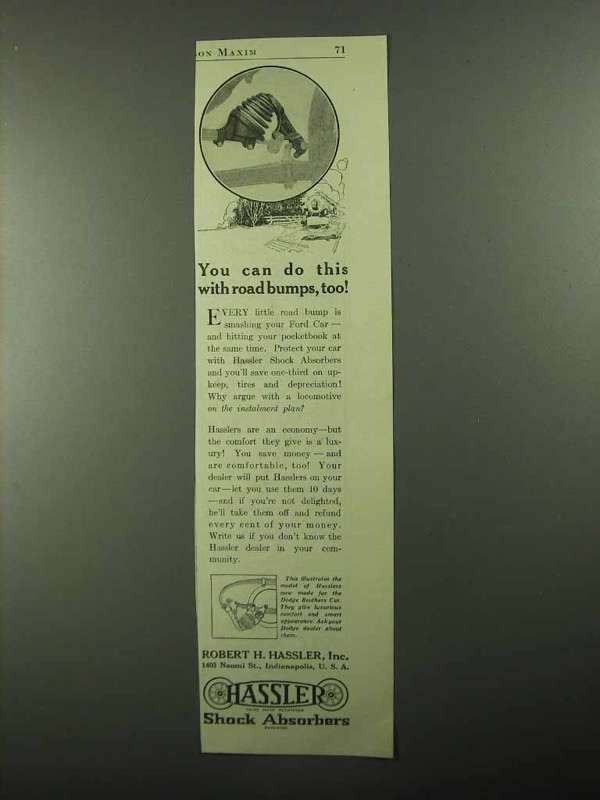 ON MAXIM 71
You can do this
with road bumps, too!
EVERY little road bump is
smashing your Ford Car—
and hitting your pocketbook at
the same time. Protect your car
with Hassler Shock Absorbers
and you'll save one-third on up-
keep, tires and depreciation!
Why argue with a locomotive
on the instalment plan?
Hasslers are an economy—but
the comfort they give is a lux-
ury! You save money—and
are comfortable, too! Your
dealer will put Hasslers on your
car—let you use them 10 days
—and if you're not delighted,
he'll take them off and refund
every cent of your money.
Write us if you don't know the
Hassler dealer in your com-
munity.
This illustrates the
model of Hasslers
now made for the
Dodge Brothers Car.
They give luxurious
comfort and smart
appearance. Ask your
Dodge dealer about
them.
ROBERT H. HASSLER, Inc.
1403 Naomi St., Indianapolis, U. S. A.
HASSLER
TRADE MARK REGISTERED
Shock Absorbers
PATENTED